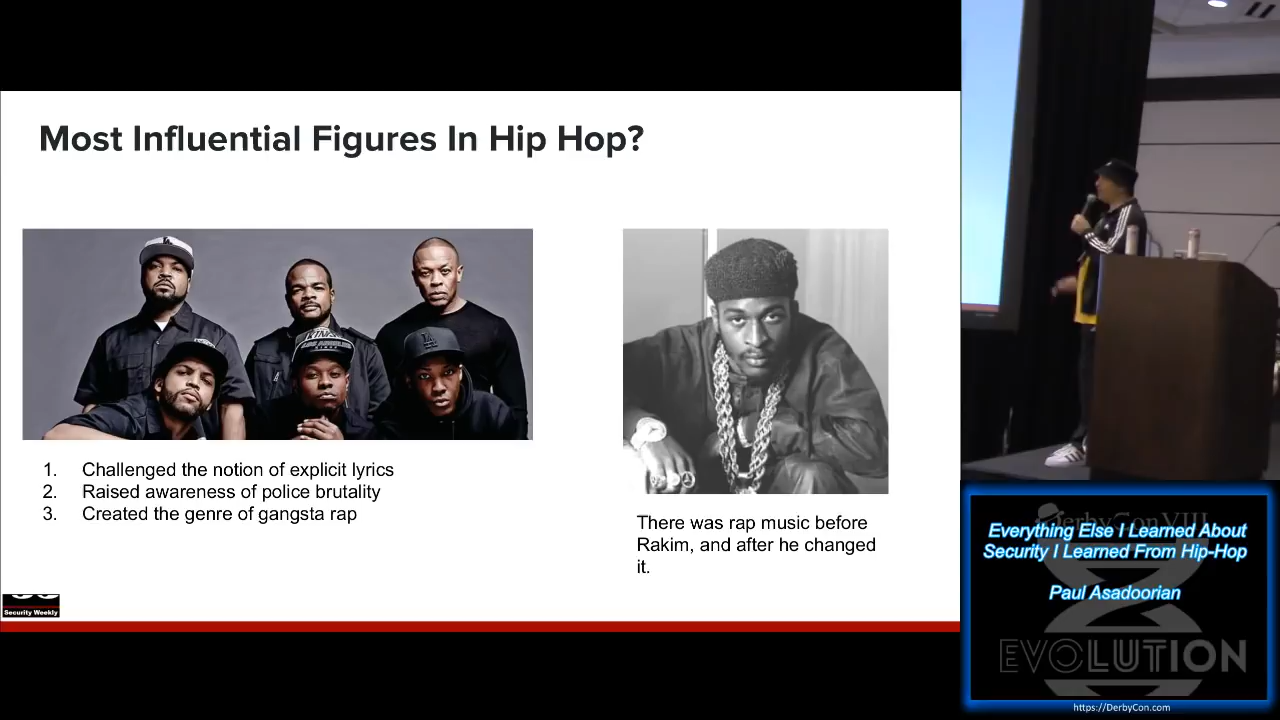 Most Influential Figures In Hip Hop?
1. Challenged the notion of explicit lyrics
2. Raised awareness of police brutality
3. Created the genre of gangsta rap
There was rap music before
Rakim, and after he changed
it.
Security Weekly
DerbyCon VIII
Everything Else I Learned About
Security I Learned From Hip-Hop
Paul Asadoorian
EVOLUTION
https://DerbyCon.com